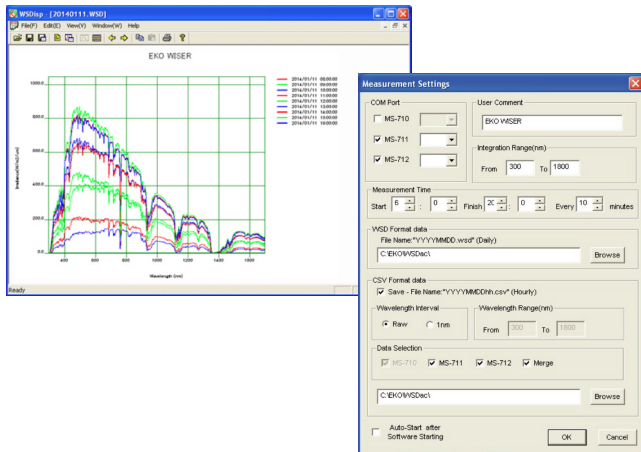 WSDisp - [20140111.WSD]
File(F) Edit(E) View(V) Window(W) Help
EKO WISER
1000.0
800.0
600.0
400.0
200.0
0.0
400 600 800 1000 1200 1400 1600
Wavelength (nm)
2014/01/11 08:00:00
2014/01/11 09:00:00
2014/01/11 10:00:00
2014/01/11 11:00:00
2014/01/11 12:00:00
2014/01/11 13:00:00
2014/01/11 14:00:00
2014/01/11 15:00:00
2014/01/11 16:00:00
Ready
Measurement Settings
COM Port
MS-710
MS-711
MS-712
User Comment
EKO WISER
Integration Range(nm)
From 300 To 1800
Measurement Time
Start 6 : 0 Finish : 0 Every 10 minutes
WSD Format data
File Name:"YYYYMMDD.wsd" (Daily)
C:\EKO\WSDac\ Browse
CSV Format data
Save - File Name:"YYYYMMDDhh.csv" (Hourly)
Wavelength Interval
Raw 1nm
Wavelength Range(nm)
From 300 To 1800
Data Selection
MS-710 MS-711 MS-712 Merge
C:\EKO\WSDac\ Browse
Auto-Start after
Software Starting
OK Cancel